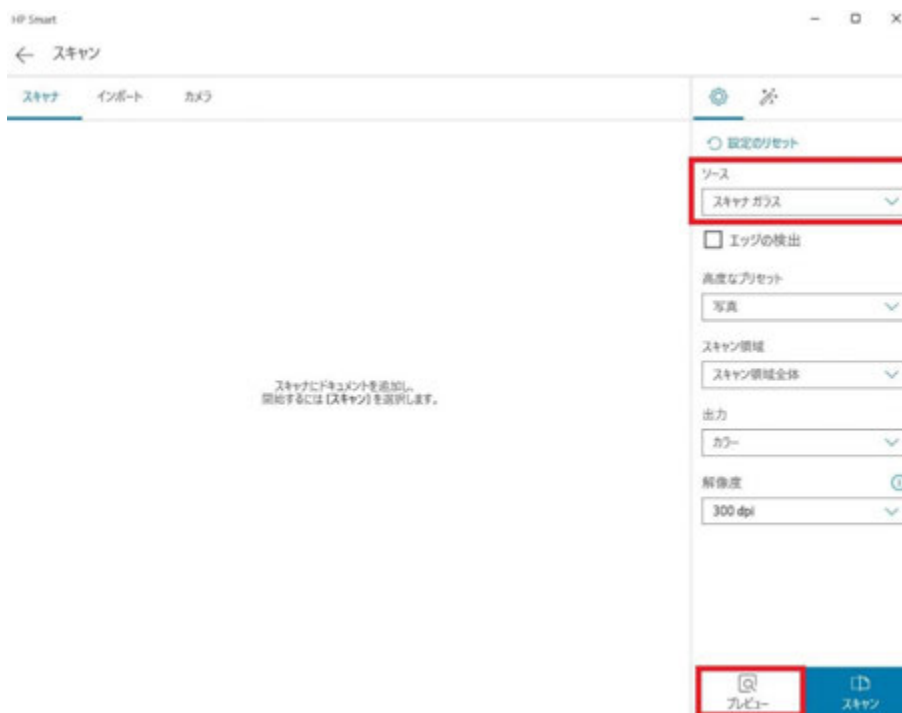 HP Smart
スキャン
スキャナ インポート カメラ
設定のリセット
ソース
スキャナ ガラス
エッジの検出
高度なプリセット
写真
スキャン領域
スキャン領域全体
出力
カラー
解像度
300 dpi
スキャナにドキュメントを追加し、
開始するには [スキャン] を選択します。
プレビュー
スキャン